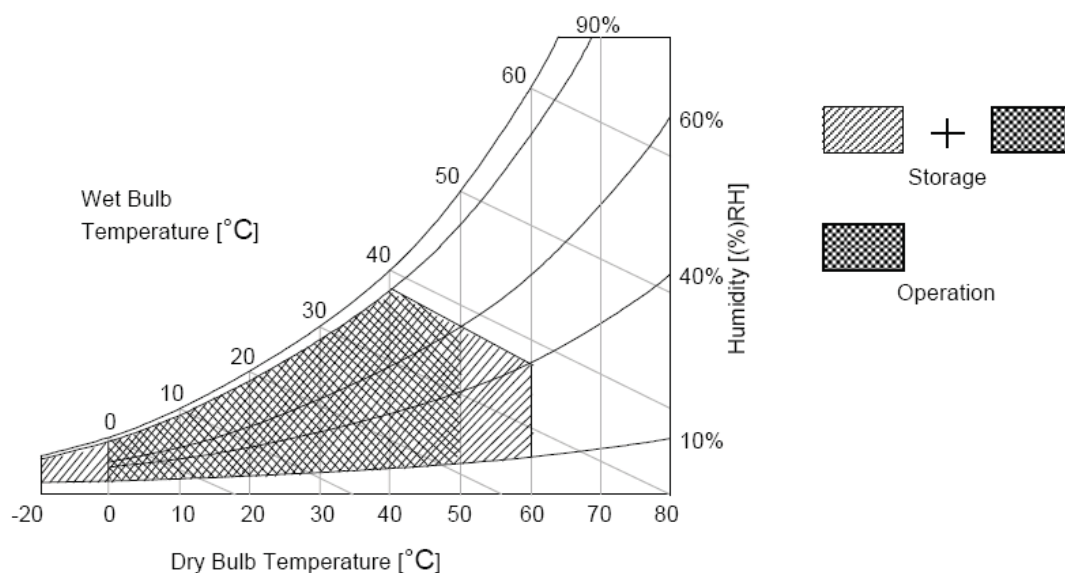 90%
60
60%
50
Wet Bulb
Temperature [°C]
40
30
20
10
0
40%
10%
Humidity [(%)RH]
-20 0 10 20 30 40 50 60 70 80
Dry Bulb Temperature [°C]
+
Storage
Operation